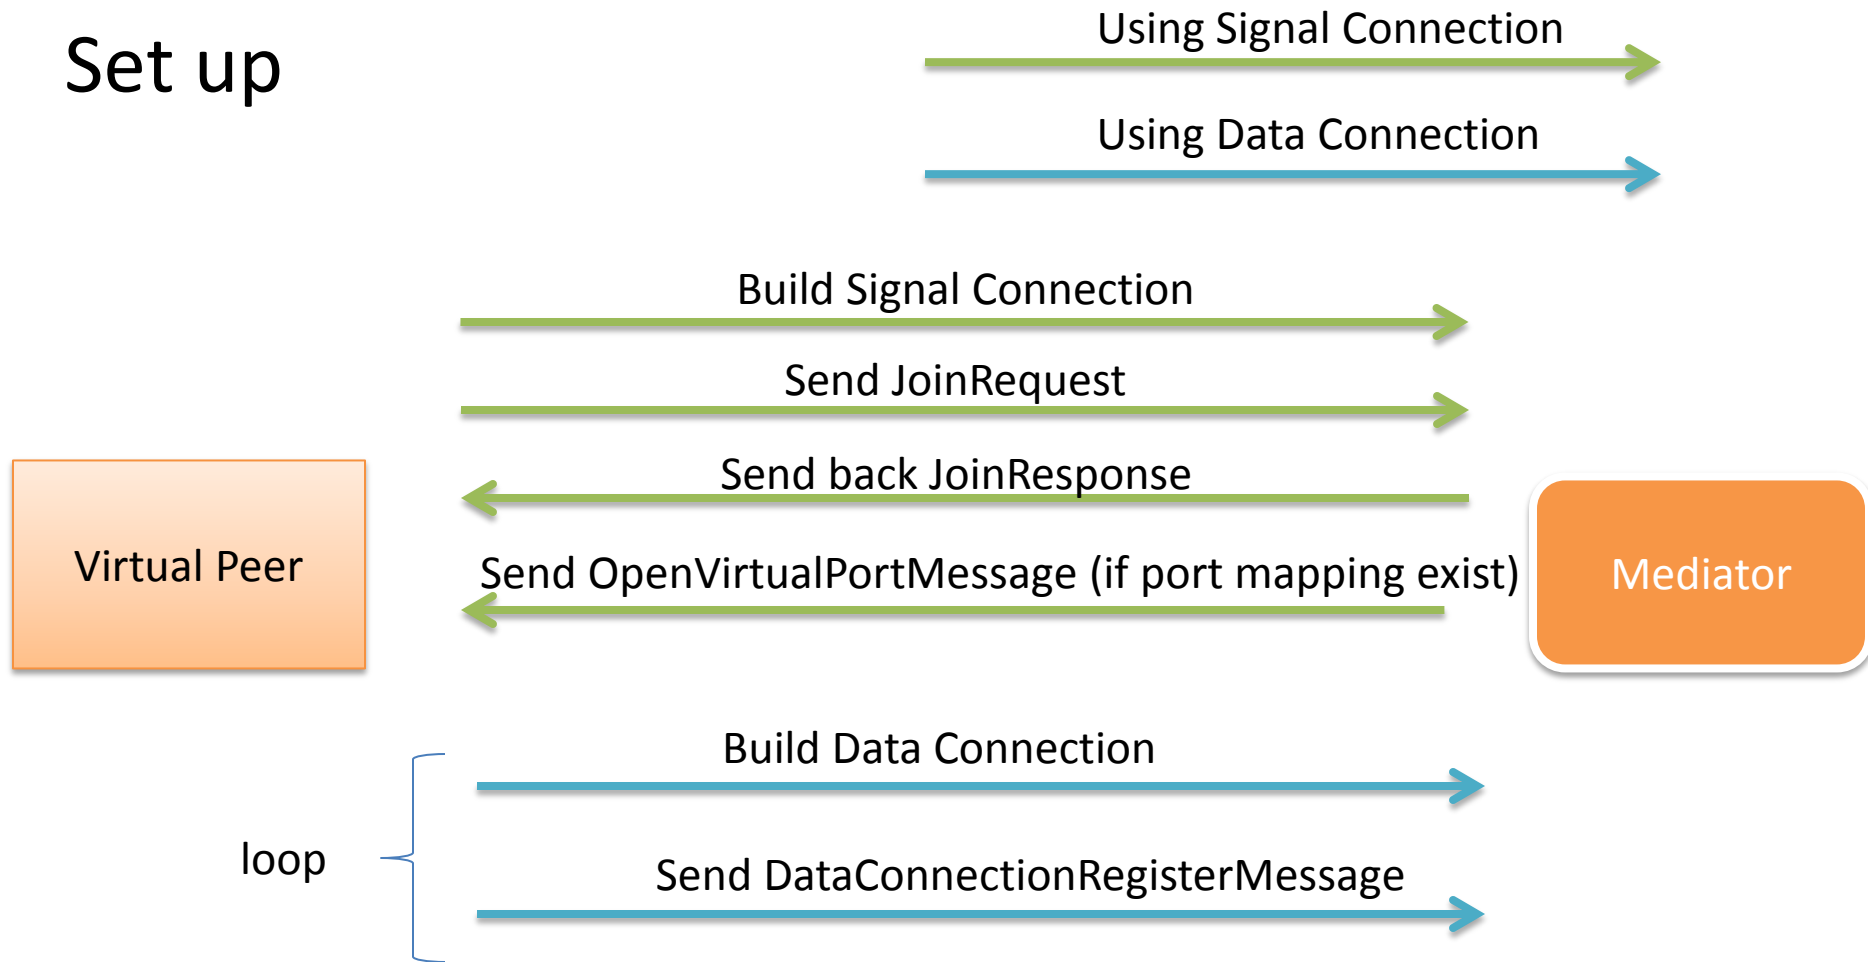 Set up
Using Signal Connection
Using Data Connection
Build Signal Connection
Send JoinRequest
Send back JoinResponse
Virtual Peer
Send OpenVirtualPortMessage (if port mapping exist)
Mediator
Build Data Connection
loop
Send DataConnectionRegisterMessage